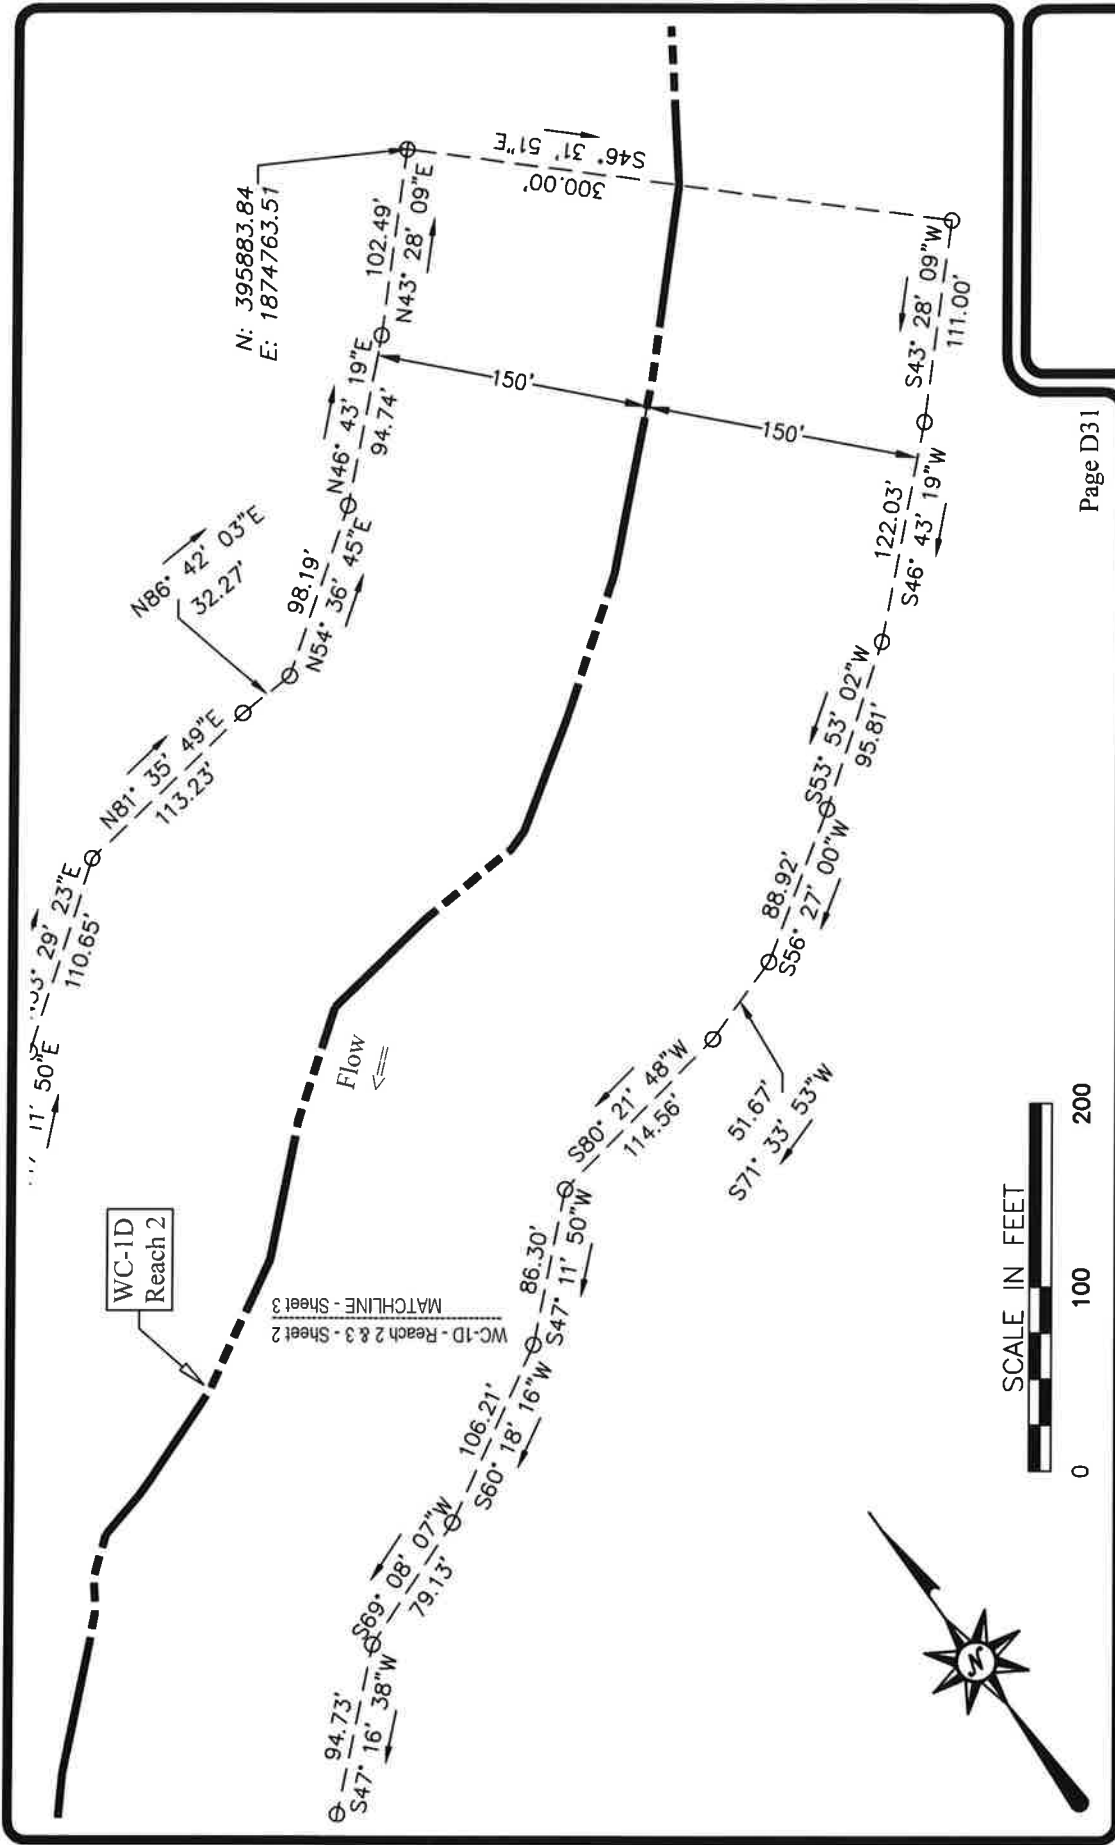 11' 50"E
29' 23"E
110.65'
N81° 35' 49"E
113.23'
N86° 42' 03"E
32.27'
98.19'
N54° 36' 45"E
N46° 43' 19"E
94.74'
102.49'
N43° 28' 09"E
N: 395883.84
E: 1874763.51
S46° 31' 51"E
300.00'
150'
150'
S43° 28' 09"W
111.00'
122.03'
S46° 43' 19"W
S53° 53' 02"W
95.81'
88.92'
S56° 27' 00"W
51.67'
S71° 33' 53"W
S80° 21' 48"W
114.56'
86.30'
S47° 11' 50"W
106.21'
S60° 18' 16"W
S69° 08' 07"W
79.13'
94.73'
S47° 16' 38"W
WC-1D
Reach 2
Flow
WC-1D - Reach 2 & 3 - Sheet 2
MATCHLINE - Sheet 3
SCALE IN FEET
0 100 200
N
Page D31